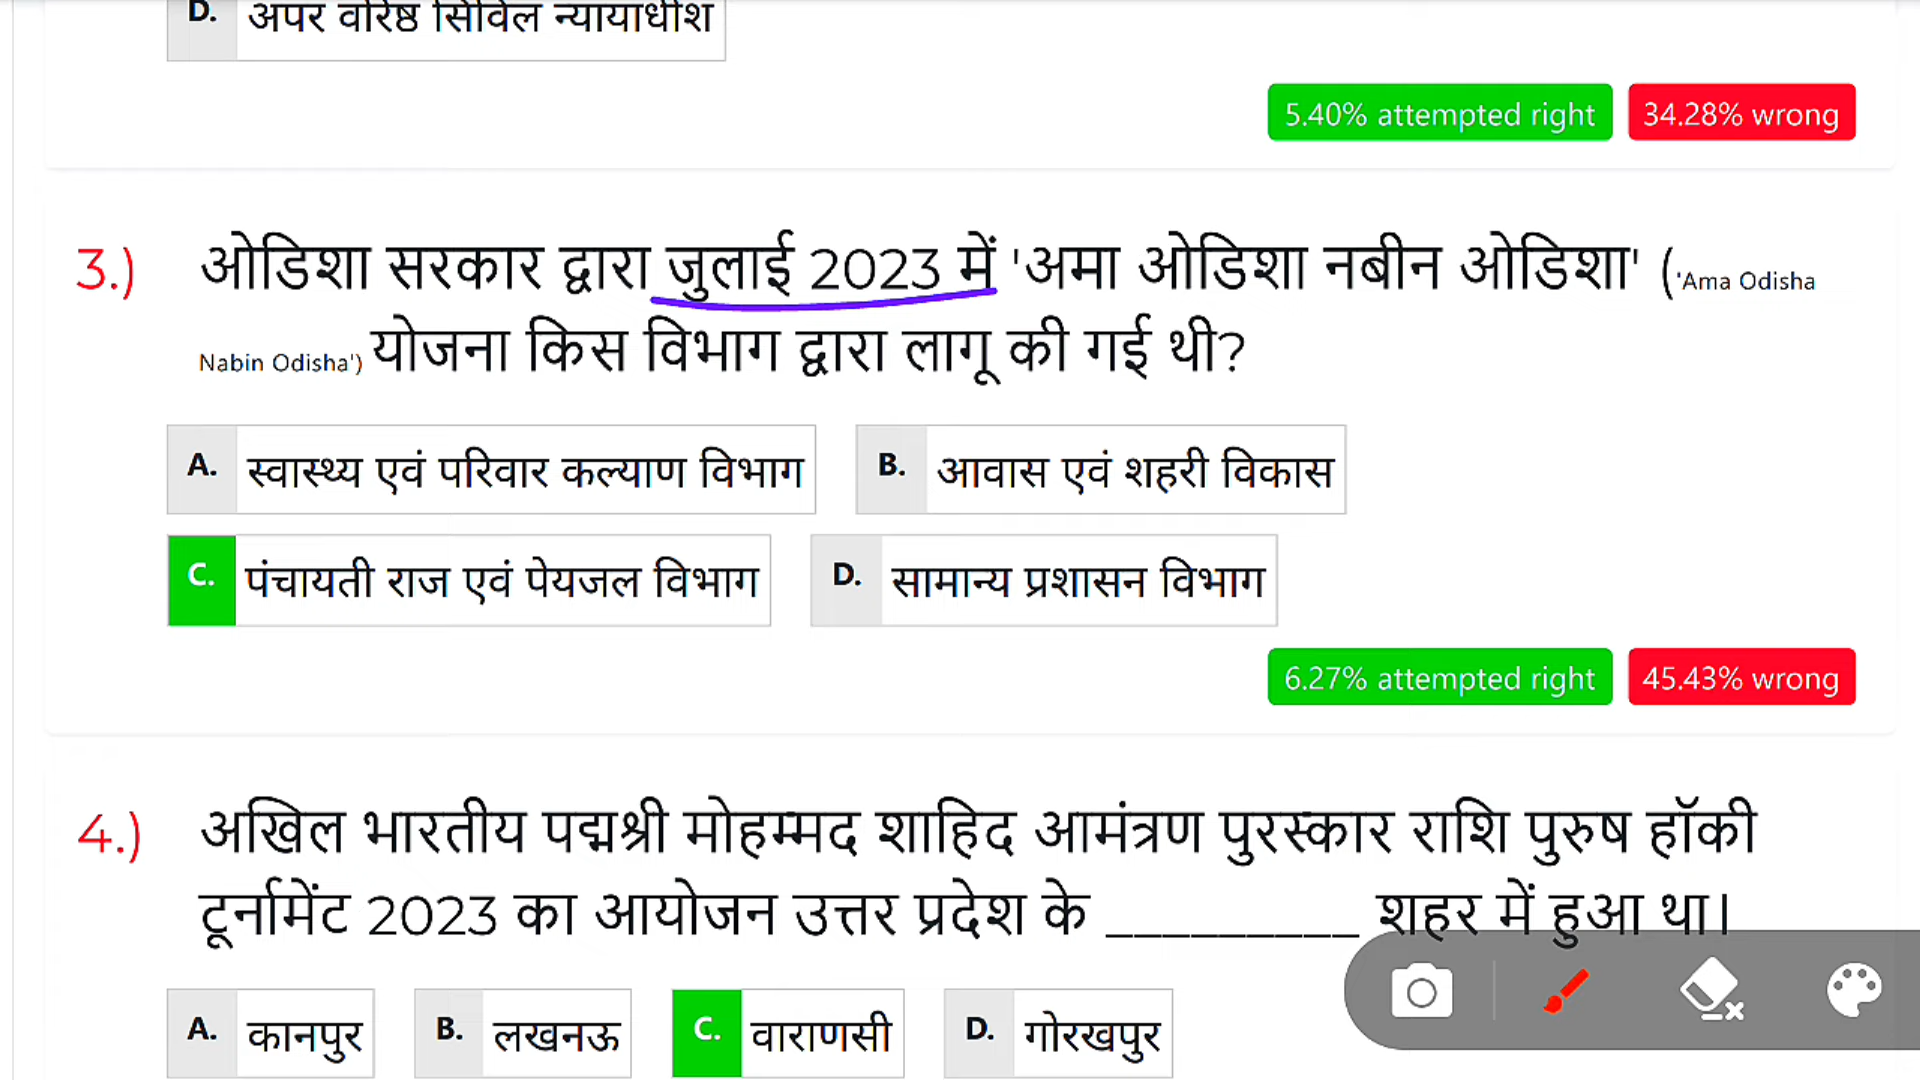 D. अपर वरिष्ठ सिविल न्यायाधीश
5.40% attempted right 34.28% wrong
3.) ओडिशा सरकार द्वारा जुलाई 2023 में 'अमा ओडिशा नबीन ओडिशा' ('Ama Odisha
Nabin Odisha') योजना किस विभाग द्वारा लागू की गई थी?
A. स्वास्थ्य एवं परिवार कल्याण विभाग B. आवास एवं शहरी विकास
C. पंचायती राज एवं पेयजल विभाग D. सामान्य प्रशासन विभाग
6.27% attempted right 45.43% wrong
4.) अखिल भारतीय पद्मश्री मोहम्मद शाहिद आमंत्रण पुरस्कार राशि पुरुष हॉकी
टूर्नामेंट 2023 का आयोजन उत्तर प्रदेश के _________ शहर में हुआ था।
A. कानपुर B. लखनऊ C. वाराणसी D. गोरखपुर